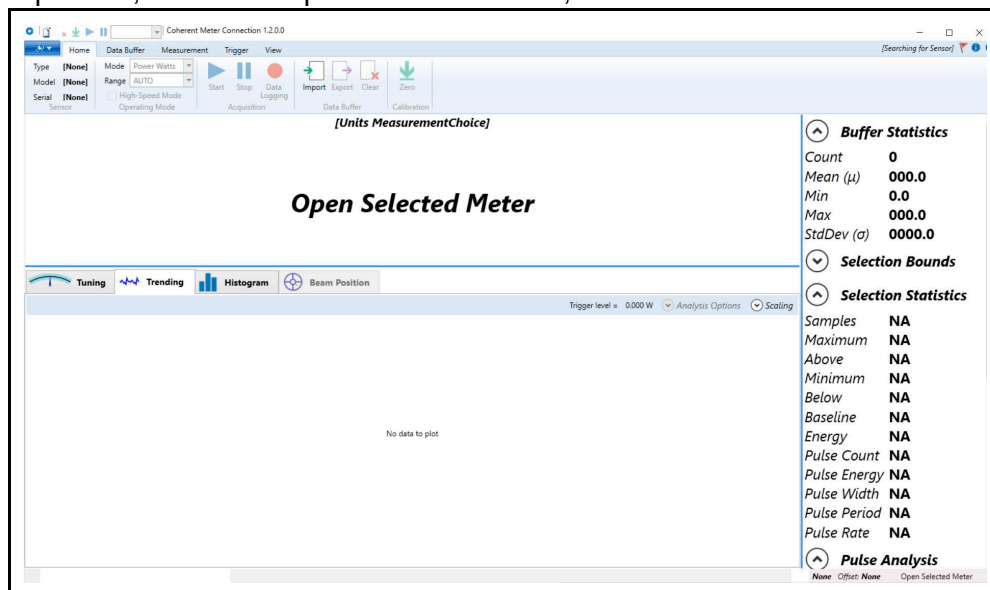 Coherent Meter Connection 1.2.0.0
Home Data Buffer Measurement Trigger View [Searching for Sensor]
Type [None] Mode Power Watts
Model [None] Range AUTO
Serial [None] High-Speed Mode
Start Stop Data Logging Import Export Clear Zero
Sensor Operating Mode Acquisition Data Buffer Calibration
[Units MeasurementChoice]
Open Selected Meter
Tuning Trending Histogram Beam Position
Trigger level = 0.000 W Analysis Options Scaling
No data to plot
Buffer Statistics
Count 0
Mean (μ) 000.0
Min 0.0
Max 000.0
StdDev (σ) 0000.0
Selection Bounds
Selection Statistics
Samples NA
Maximum NA
Above NA
Minimum NA
Below NA
Baseline NA
Energy NA
Pulse Count NA
Pulse Energy NA
Pulse Width NA
Pulse Period NA
Pulse Rate NA
Pulse Analysis
None Offset: None Open Selected Meter